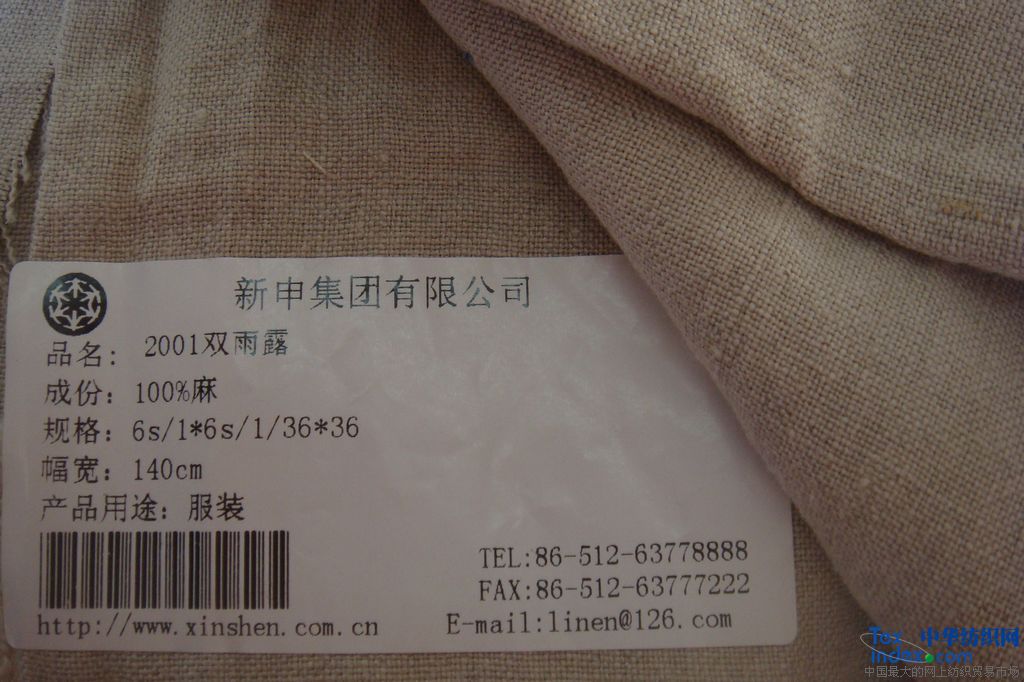 新申集团有限公司
品名: 2001双雨露
成份: 100%麻
规格: 6s/1*6s/1/36*36
幅宽: 140cm
产品用途: 服装
TEL:86-512-63778888
FAX:86-512-63777222
http://www.xinshen.com.cn
E-mail:linen@126.com
Tex 中华纺织网
Index.com
中国最大的网上纺织贸易市场